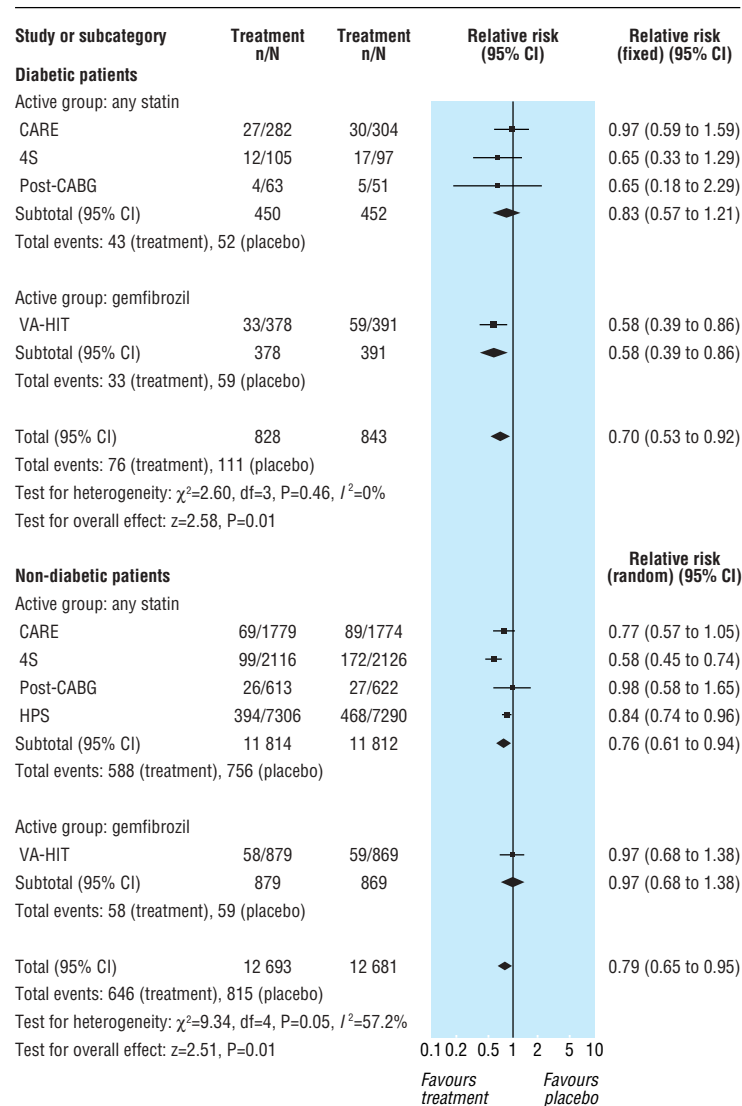 Study or subcategory Treatment n/N Treatment n/N Relative risk (95% CI) Relative risk (fixed) (95% CI)
Diabetic patients
Active group: any statin
CARE 27/282 30/304 0.97 (0.59 to 1.59)
4S 12/105 17/97 0.65 (0.33 to 1.29)
Post-CABG 4/63 5/51 0.65 (0.18 to 2.29)
Subtotal (95% CI) 450 452 0.83 (0.57 to 1.21)
Total events: 43 (treatment), 52 (placebo)
Active group: gemfibrozil
VA-HIT 33/378 59/391 0.58 (0.39 to 0.86)
Subtotal (95% CI) 378 391 0.58 (0.39 to 0.86)
Total events: 33 (treatment), 59 (placebo)
Total (95% CI) 828 843 0.70 (0.53 to 0.92)
Total events: 76 (treatment), 111 (placebo)
Test for heterogeneity: χ²=2.60, df=3, P=0.46, I²=0%
Test for overall effect: z=2.58, P=0.01
Non-diabetic patients Relative risk (random) (95% CI)
Active group: any statin
CARE 69/1779 89/1774 0.77 (0.57 to 1.05)
4S 99/2116 172/2126 0.58 (0.45 to 0.74)
Post-CABG 26/613 27/622 0.98 (0.58 to 1.65)
HPS 394/7306 468/7290 0.84 (0.74 to 0.96)
Subtotal (95% CI) 11 814 11 812 0.76 (0.61 to 0.94)
Total events: 588 (treatment), 756 (placebo)
Active group: gemfibrozil
VA-HIT 58/879 59/869 0.97 (0.68 to 1.38)
Subtotal (95% CI) 879 869 0.97 (0.68 to 1.38)
Total events: 58 (treatment), 59 (placebo)
Total (95% CI) 12 693 12 681 0.79 (0.65 to 0.95)
Total events: 646 (treatment), 815 (placebo)
Test for heterogeneity: χ²=9.34, df=4, P=0.05, I²=57.2%
Test for overall effect: z=2.51, P=0.01 0.1 0.2 0.5 1 2 5 10
Favours treatment Favours placebo